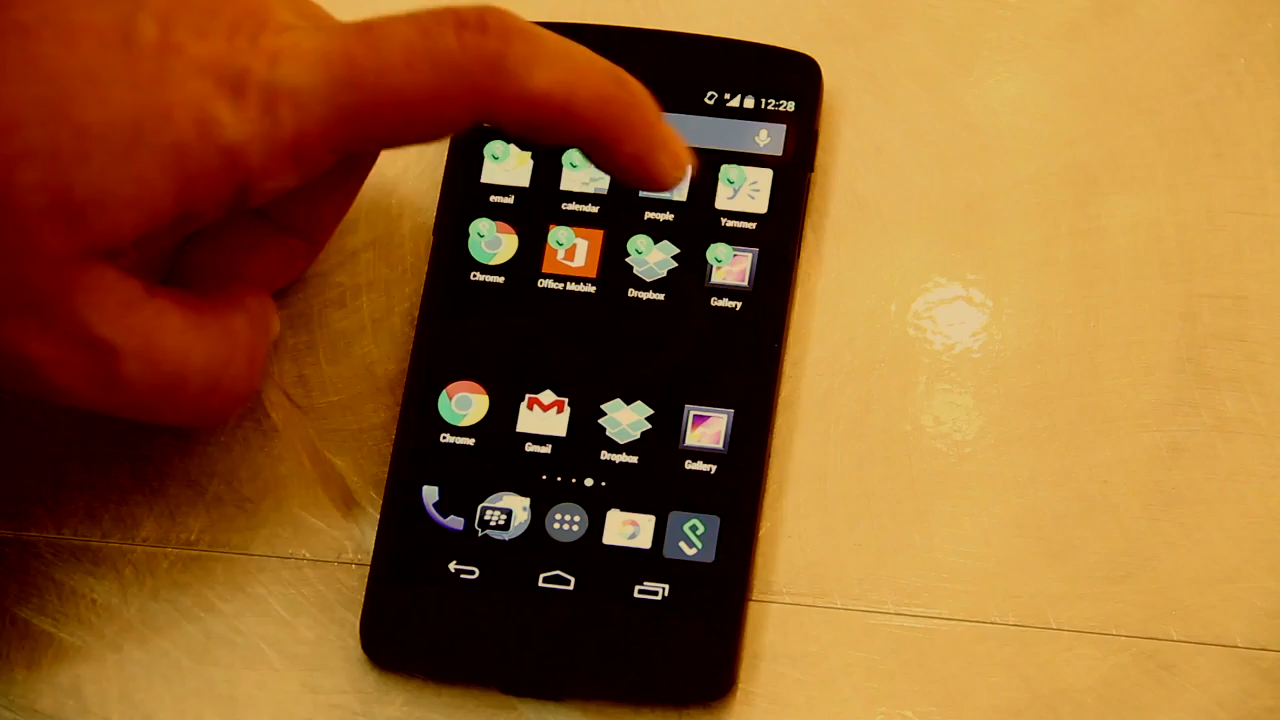 12:28
email calendar people Yammer
Chrome Office Mobile Dropbox Gallery
Chrome Gmail Dropbox Gallery